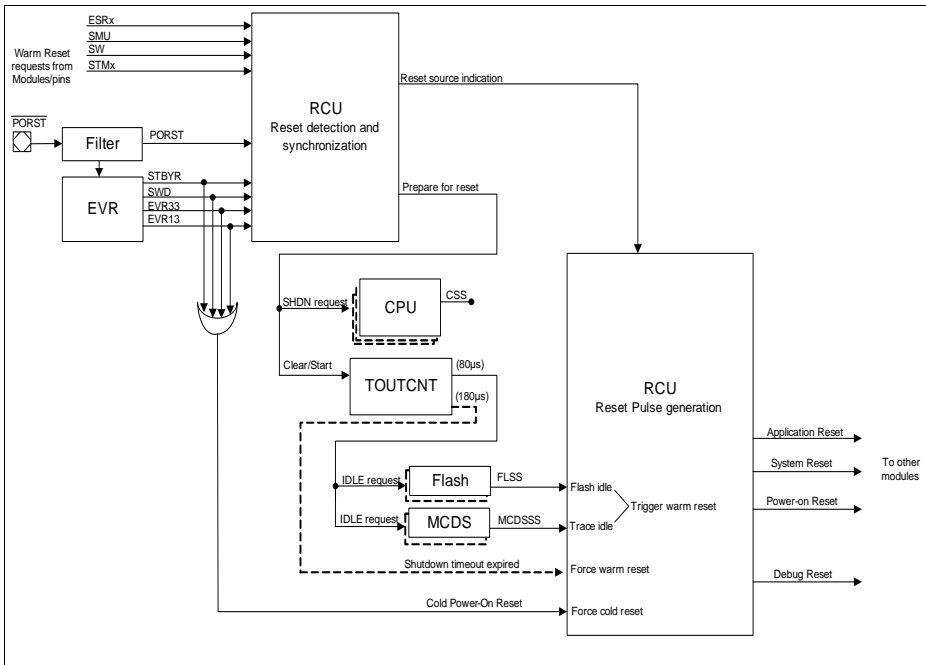 ESRx
SMU
SW
STMx
Warm Reset
requests from
Modules/pins
PORST
Filter
PORST
EVR
STBYR
SWD
EVR33
EVR13
RCU
Reset detection and
synchronization
Reset source indication
Prepare for reset
SHDN request
CPU
CSS
Clear/Start
TOUTCNT
(80µs)
(180µs)
IDLE request
Flash
FLSS
IDLE request
MCDS
MCDSSS
Shutdown timeout expired
Cold Power-On Reset
RCU
Reset Pulse generation
Flash idle
Trigger warm reset
Trace idle
Force warm reset
Force cold reset
Application Reset
System Reset
Power-on Reset
Debug Reset
To other
modules